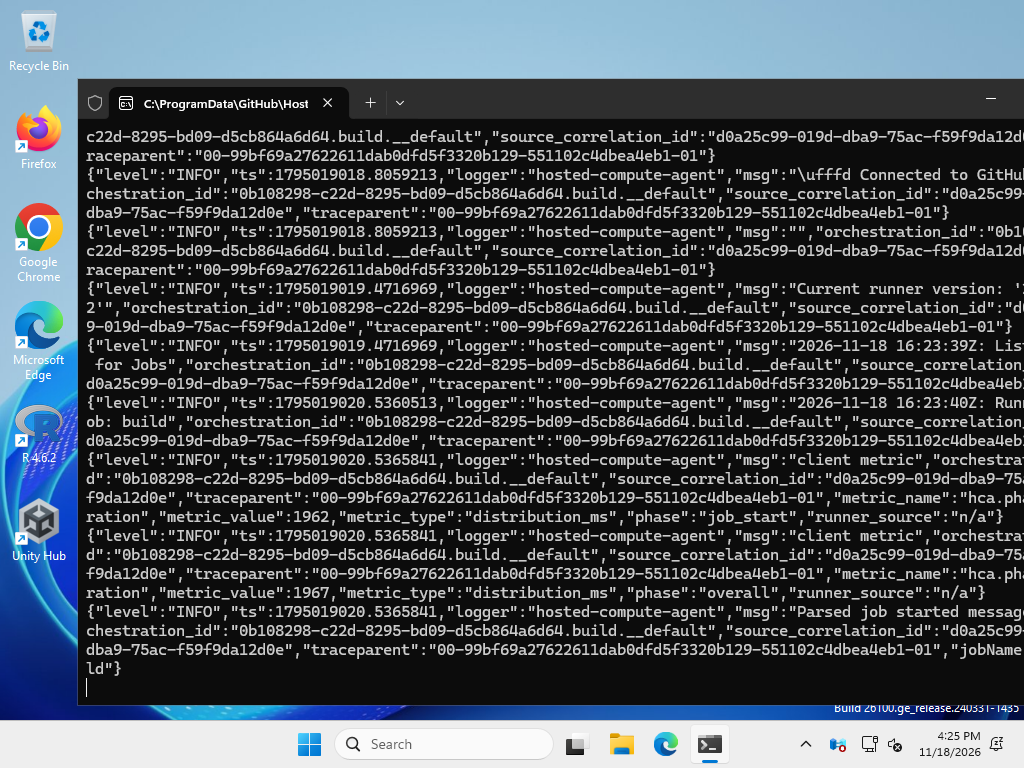 Recycle Bin
Firefox
Google
Chrome
Microsoft
Edge
R 4.6.2
Unity Hub
C:\ProgramData\GitHub\Host
c22d-8295-bd09-d5cb864a6d64.build.__default","source_correlation_id":"d0a25c99-019d-dba9-75ac-f59f9da12d0
raceparent":"00-99bf69a27622611dab0dfd5f3320b129-551102c4dbea4eb1-01"}
{"level":"INFO","ts":1795019018.8059213,"logger":"hosted-compute-agent","msg":"\ufffd Connected to GitHu
chestration_id":"0b108298-c22d-8295-bd09-d5cb864a6d64.build.__default","source_correlation_id":"d0a25c99
dba9-75ac-f59f9da12d0e","traceparent":"00-99bf69a27622611dab0dfd5f3320b129-551102c4dbea4eb1-01"}
{"level":"INFO","ts":1795019018.8059213,"logger":"hosted-compute-agent","msg":"","orchestration_id":"0b10
c22d-8295-bd09-d5cb864a6d64.build.__default","source_correlation_id":"d0a25c99-019d-dba9-75ac-f59f9da12d0
raceparent":"00-99bf69a27622611dab0dfd5f3320b129-551102c4dbea4eb1-01"}
{"level":"INFO","ts":1795019019.4716969,"logger":"hosted-compute-agent","msg":"Current runner version: '
2'","orchestration_id":"0b108298-c22d-8295-bd09-d5cb864a6d64.build.__default","source_correlation_id":"d
9-019d-dba9-75ac-f59f9da12d0e","traceparent":"00-99bf69a27622611dab0dfd5f3320b129-551102c4dbea4eb1-01"}
{"level":"INFO","ts":1795019019.4716969,"logger":"hosted-compute-agent","msg":"2026-11-18 16:23:39Z: Lis
for Jobs","orchestration_id":"0b108298-c22d-8295-bd09-d5cb864a6d64.build.__default","source_correlation_
d0a25c99-019d-dba9-75ac-f59f9da12d0e","traceparent":"00-99bf69a27622611dab0dfd5f3320b129-551102c4dbea4eb1
{"level":"INFO","ts":1795019020.5360513,"logger":"hosted-compute-agent","msg":"2026-11-18 16:23:40Z: Run
ob: build","orchestration_id":"0b108298-c22d-8295-bd09-d5cb864a6d64.build.__default","source_correlation_
d0a25c99-019d-dba9-75ac-f59f9da12d0e","traceparent":"00-99bf69a27622611dab0dfd5f3320b129-551102c4dbea4eb1
{"level":"INFO","ts":1795019020.5365841,"logger":"hosted-compute-agent","msg":"client metric","orchestra
d":"0b108298-c22d-8295-bd09-d5cb864a6d64.build.__default","source_correlation_id":"d0a25c99-019d-dba9-75a
f9da12d0e","traceparent":"00-99bf69a27622611dab0dfd5f3320b129-551102c4dbea4eb1-01","metric_name":"hca.pha
ration","metric_value":1962,"metric_type":"distribution_ms","phase":"job_start","runner_source":"n/a"}
{"level":"INFO","ts":1795019020.5365841,"logger":"hosted-compute-agent","msg":"client metric","orchestra
d":"0b108298-c22d-8295-bd09-d5cb864a6d64.build.__default","source_correlation_id":"d0a25c99-019d-dba9-75a
f9da12d0e","traceparent":"00-99bf69a27622611dab0dfd5f3320b129-551102c4dbea4eb1-01","metric_name":"hca.pha
ration","metric_value":1967,"metric_type":"distribution_ms","phase":"overall","runner_source":"n/a"}
{"level":"INFO","ts":1795019020.5365841,"logger":"hosted-compute-agent","msg":"Parsed job started message
chestration_id":"0b108298-c22d-8295-bd09-d5cb864a6d64.build.__default","source_correlation_id":"d0a25c99
dba9-75ac-f59f9da12d0e","traceparent":"00-99bf69a27622611dab0dfd5f3320b129-551102c4dbea4eb1-01","jobName
ld"}
Build 26100.ge_release.240331-1435
Search
4:25 PM
11/18/2026